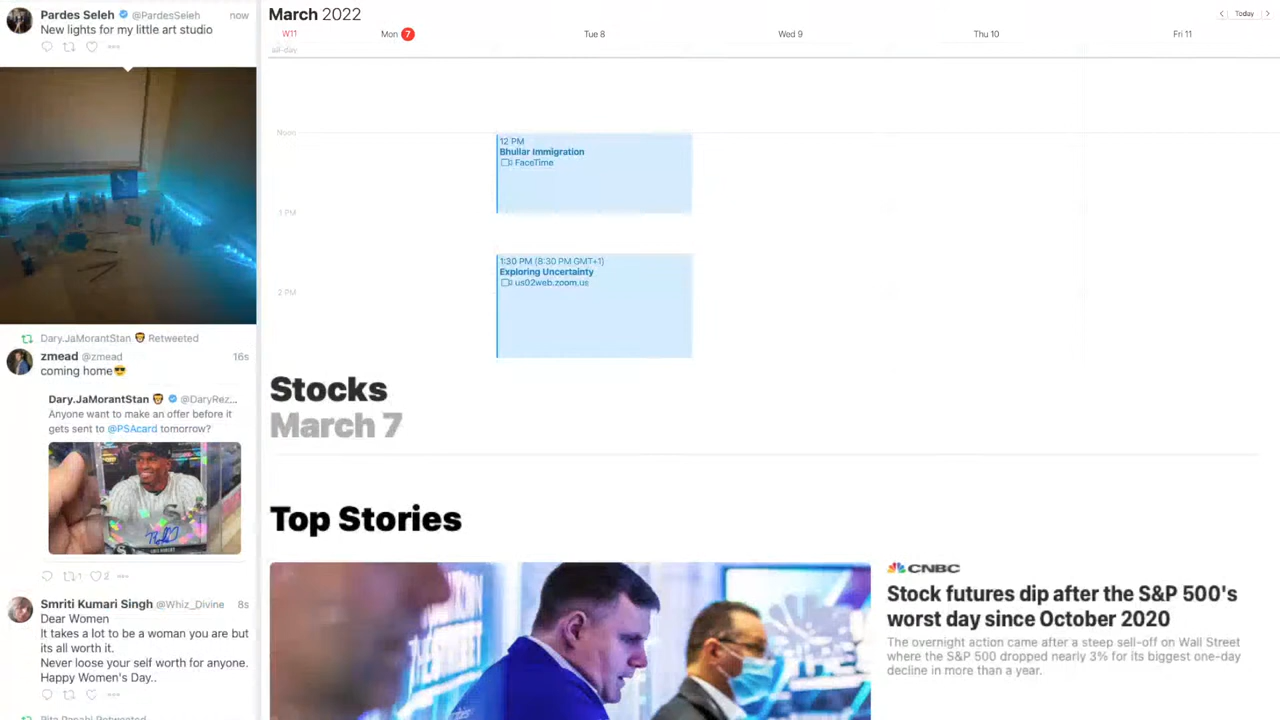 Pardes Seleh @PardesSeleh now
New lights for my little art studio
Dary.JaMorantStan Retweeted
zmead @zmead 16s
coming home😎
Dary.JaMorantStan @DaryRez...
Anyone want to make an offer before it
gets sent to @PSAcard tomorrow?
1 2
Smriti Kumari Singh @Whiz_Divine 8s
Dear Women
It takes a lot to be a woman you are but
its all worth it.
Never loose your self worth for anyone.
Happy Women's Day..
March 2022
< Today >
W11 Mon 7 Tue 8 Wed 9 Thu 10 Fri 11
all-day
Noon
12 PM
Bhullar Immigration
FaceTime
1 PM
1:30 PM (8:30 PM GMT+1)
Exploring Uncertainty
us02web.zoom.us
2 PM
Stocks
March 7
Top Stories
CNBC
Stock futures dip after the S&P 500's
worst day since October 2020
The overnight action came after a steep sell-off on Wall Street
where the S&P 500 dropped nearly 3% for its biggest one-day
decline in more than a year.